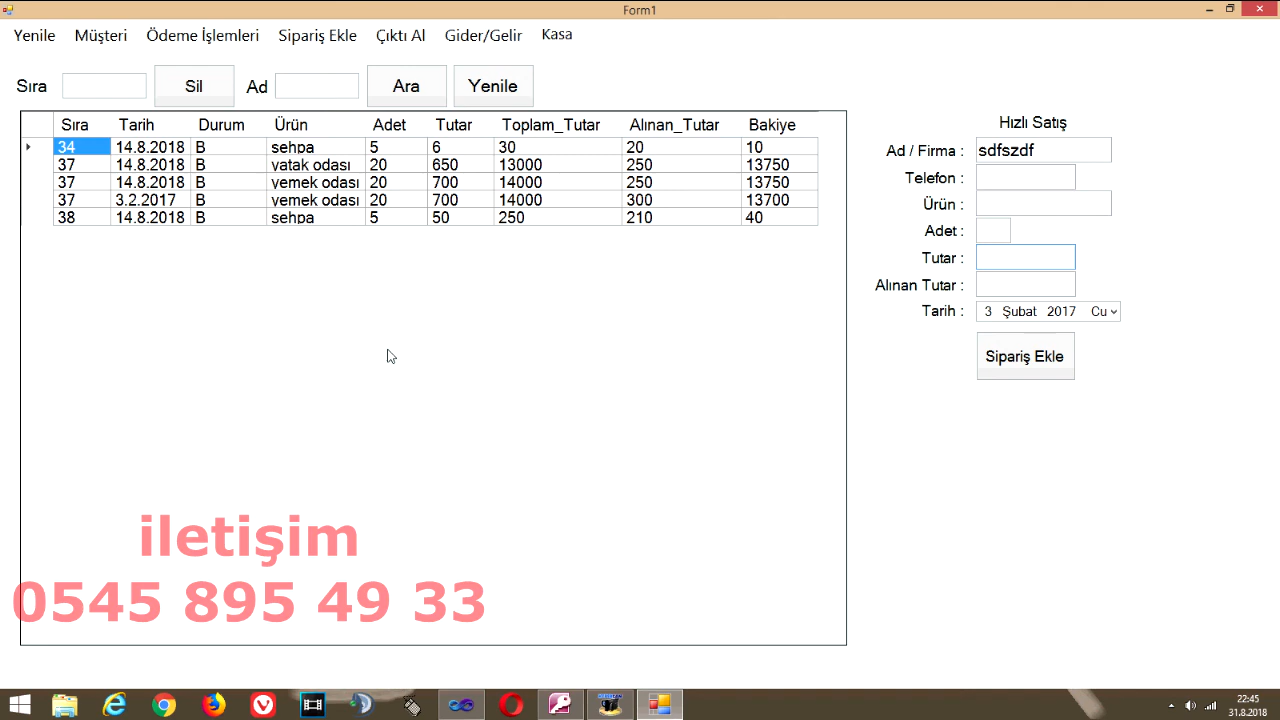 Form1
Yenile Müşteri Ödeme İşlemleri Sipariş Ekle Çıktı Al Gider/Gelir Kasa
Sıra Sil Ad Ara Yenile
Sıra Tarih Durum Ürün Adet Tutar Toplam_Tutar Alınan_Tutar Bakiye
34 14.8.2018 B sehpa 5 6 30 20 10
37 14.8.2018 B yatak odası 20 650 13000 250 13750
37 14.8.2018 B yemek odası 20 700 14000 250 13750
37 3.2.2017 B yemek odası 20 700 14000 300 13700
38 14.8.2018 B sehpa 5 50 250 210 40
Hızlı Satış
Ad / Firma : sdfszdf
Telefon :
Ürün :
Adet :
Tutar :
Alınan Tutar :
Tarih : 3 Şubat 2017 Cu
Sipariş Ekle
iletişim
0545 895 49 33
22:45
31.8.2018